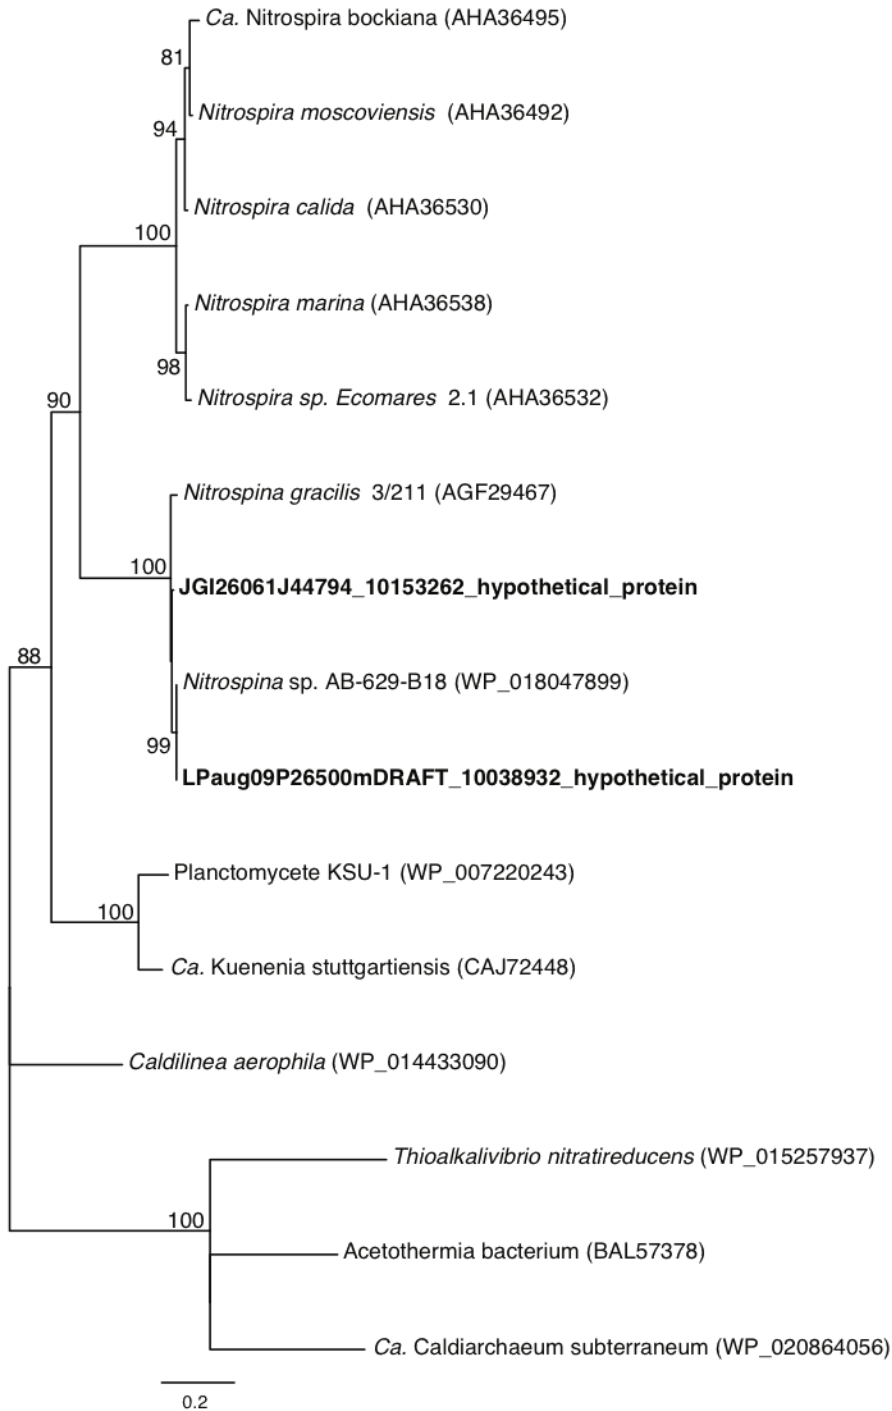 Ca. Nitrospira bockiana (AHA36495)
81
Nitrospira moscoviensis (AHA36492)
94
Nitrospira calida (AHA36530)
100
Nitrospira marina (AHA36538)
98
Nitrospira sp. Ecomares 2.1 (AHA36532)
90
Nitrospina gracilis 3/211 (AGF29467)
100
JGI26061J44794_10153262_hypothetical_protein
88
Nitrospina sp. AB-629-B18 (WP_018047899)
99
LPaug09P26500mDRAFT_10038932_hypothetical_protein
Planctomycete KSU-1 (WP_007220243)
100
Ca. Kuenenia stuttgartiensis (CAJ72448)
Caldilinea aerophila (WP_014433090)
Thioalkalivibrio nitratireducens (WP_015257937)
100
Acetothermia bacterium (BAL57378)
Ca. Caldiarchaeum subterraneum (WP_020864056)
0.2